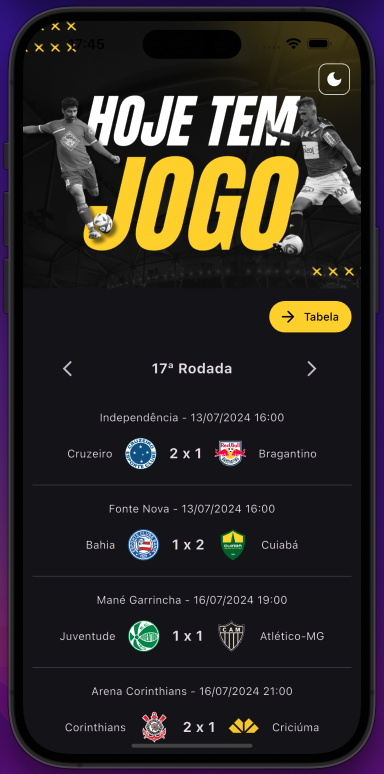 17:45
HOJE TEM
JOGO
Tabela
17ª Rodada
Independência - 13/07/2024 16:00
Cruzeiro 2 x 1 Bragantino
Fonte Nova - 13/07/2024 16:00
Bahia 1 x 2 Cuiabá
Mané Garrincha - 16/07/2024 19:00
Juventude 1 x 1 Atlético-MG
Arena Corinthians - 16/07/2024 21:00
Corinthians 2 x 1 Criciúma